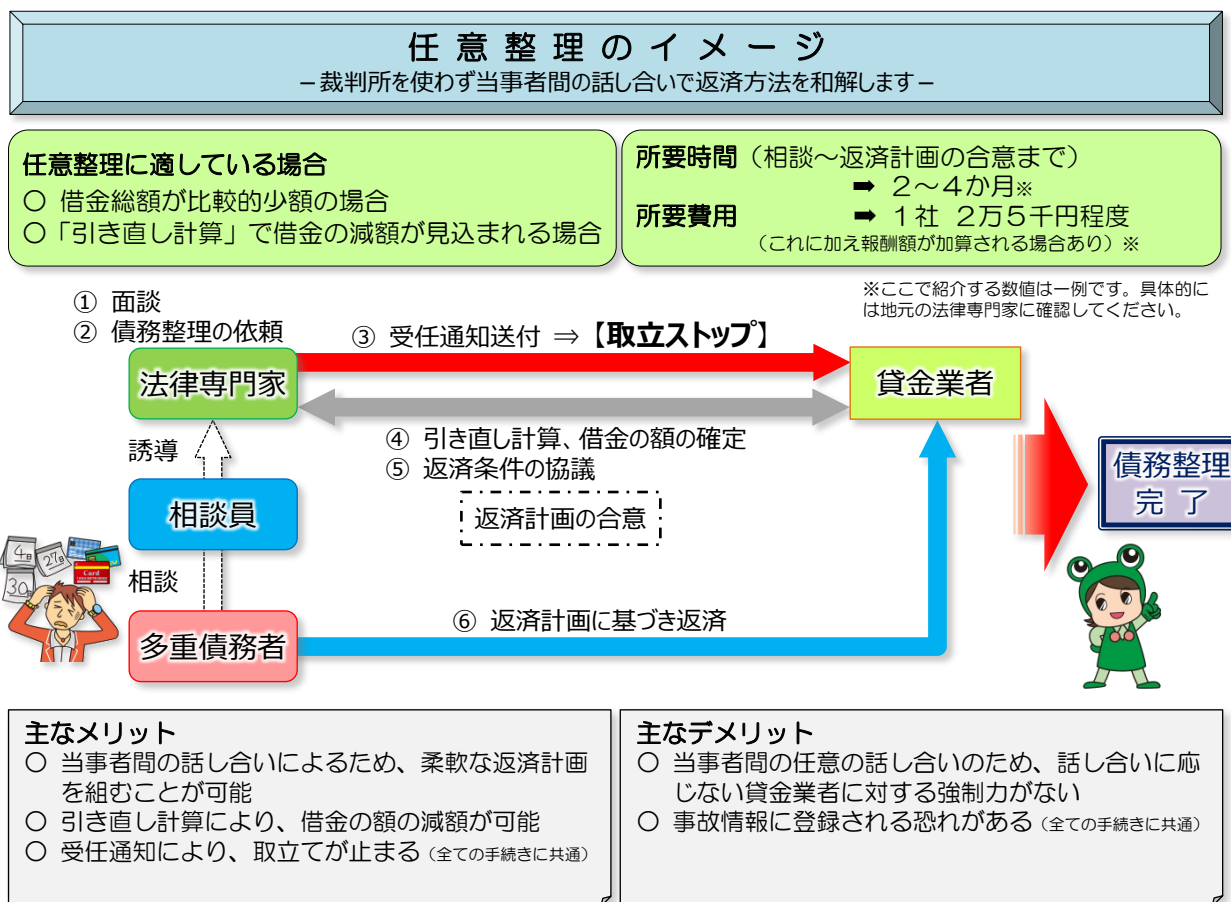 任意整理のイメージ
－裁判所を使わず当事者間の話し合いで返済方法を和解します－
任意整理に適している場合
○ 借金総額が比較的少額の場合
○「引き直し計算」で借金の減額が見込まれる場合
所要時間（相談～返済計画の合意まで）
➡ ２～４か月※
所要費用 ➡ １社 ２万５千円程度
（これに加え報酬額が加算される場合あり）※
※ここで紹介する数値は一例です。具体的に
は地元の法律専門家に確認してください。
① 面談
② 債務整理の依頼
③ 受任通知送付 ⇒【取立ストップ】
法律専門家
貸金業者
④ 引き直し計算、借金の額の確定
⑤ 返済条件の協議
返済計画の合意
誘導
相談員
債務整理
完 了
4日
27日
30日
Card
相談
多重債務者
⑥ 返済計画に基づき返済
主なメリット
○ 当事者間の話し合いによるため、柔軟な返済計画
を組むことが可能
○ 引き直し計算により、借金の額の減額が可能
○ 受任通知により、取立てが止まる（全ての手続きに共通）
主なデメリット
○ 当事者間の任意の話し合いのため、話し合いに応
じない貸金業者に対する強制力がない
○ 事故情報に登録される恐れがある（全ての手続きに共通）